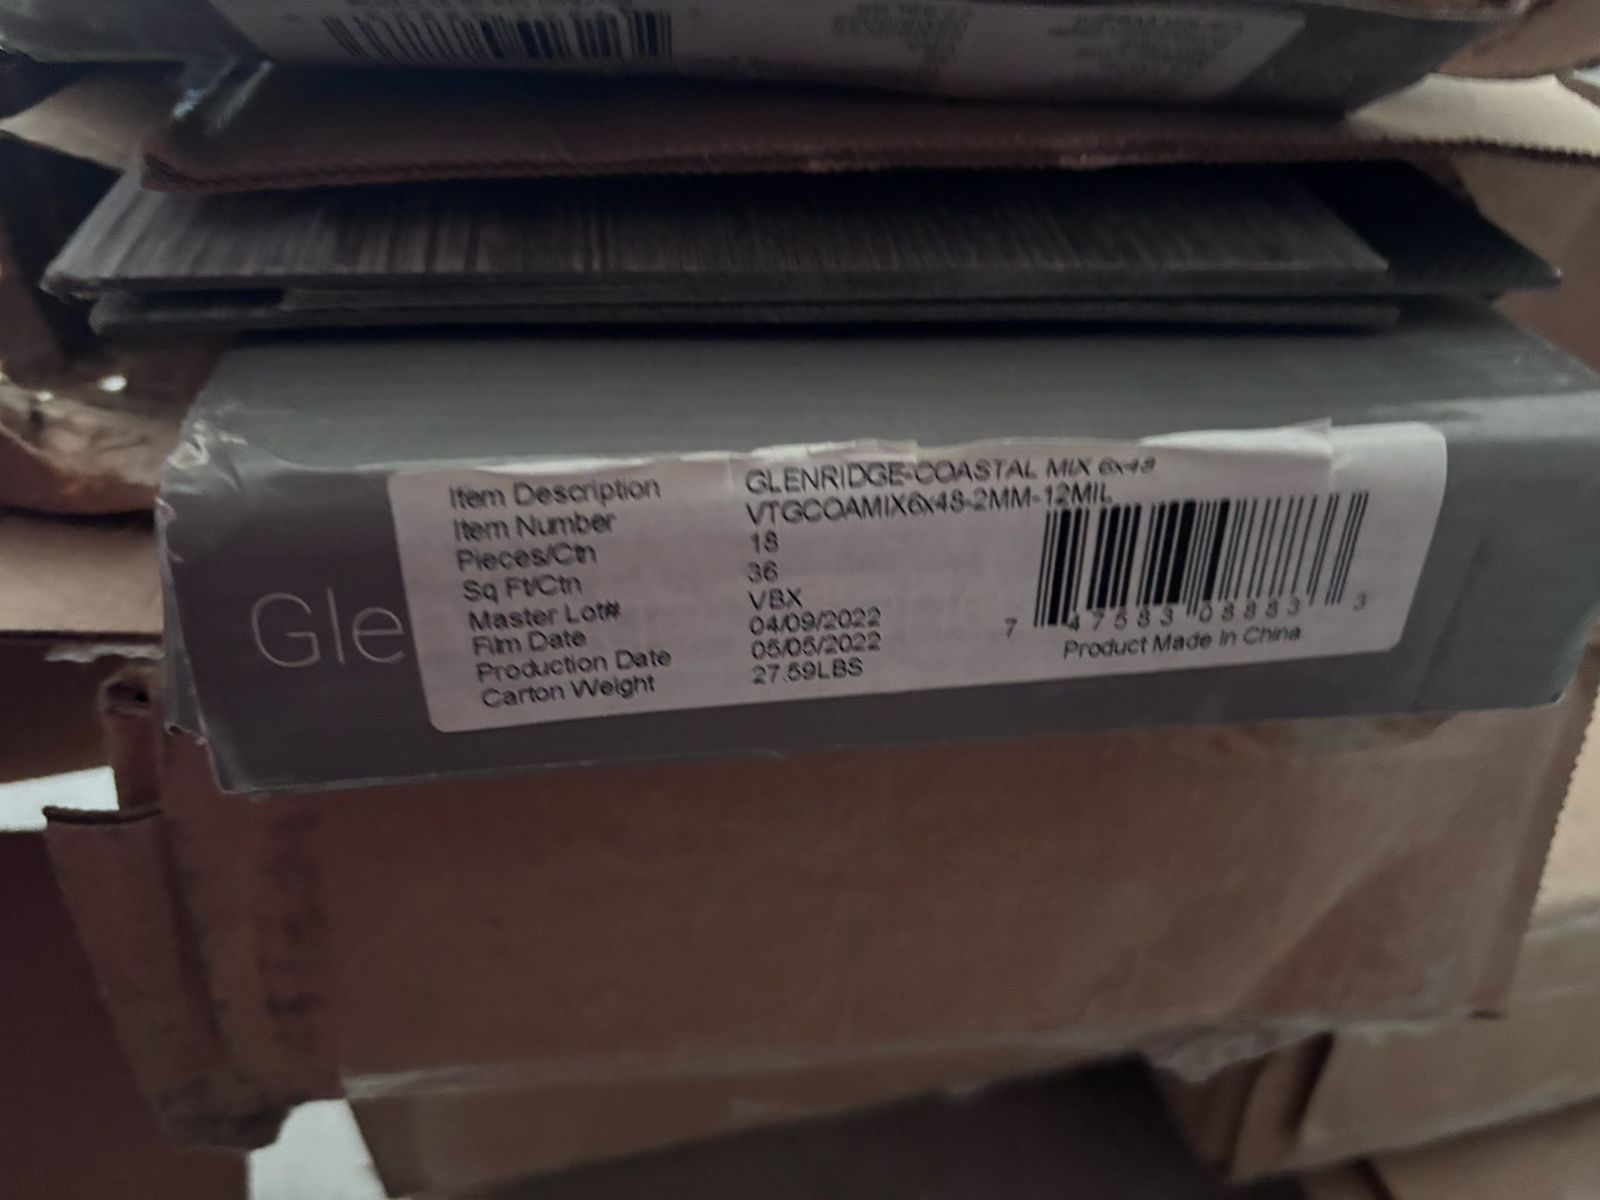 Gle
Item Description GLENRIDGE-COASTAL MIX 6x48
Item Number VTGCOAMIX6x48-2MM-12MIL
Pieces/Ctn 18
Sq Ft/Ctn 36
Master Lot# VBX
Film Date 04/09/2022
Production Date 05/05/2022
Carton Weight 27.59LBS
7 47583 08883 3
Product Made In China